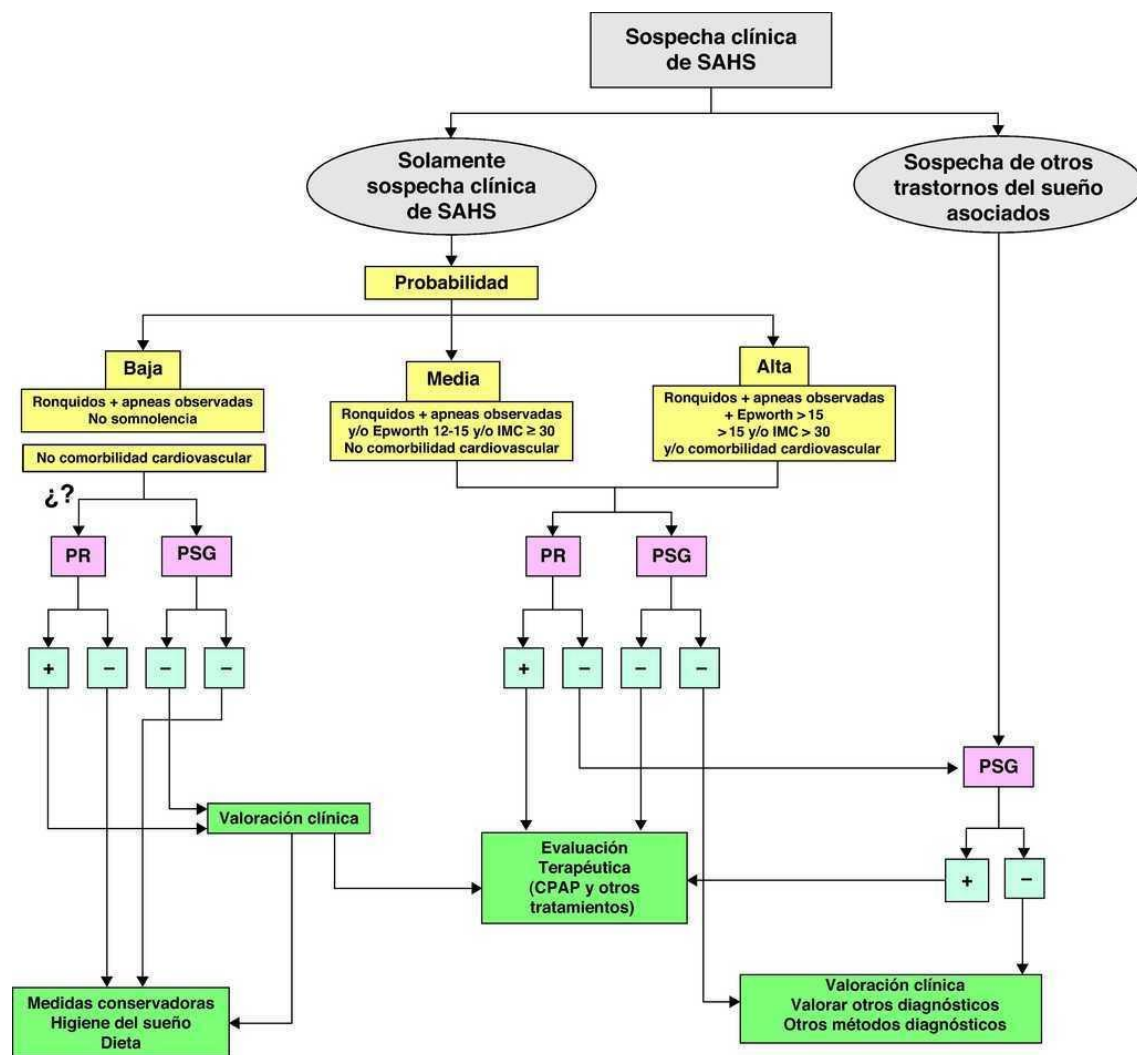 Sospecha clínica
de SAHS
Solamente
sospecha clínica
de SAHS
Sospecha de otros
trastornos del sueño
asociados
Probabilidad
Baja
Ronquidos + apneas observadas
No somnolencia
No comorbilidad cardiovascular
Media
Ronquidos + apneas observadas
y/o Epworth 12-15 y/o IMC ≥ 30
No comorbilidad cardiovascular
Alta
Ronquidos + apneas observadas
+ Epworth > 15
> 15 y/o IMC > 30
y/o comorbilidad cardiovascular
¿?
PR
PSG
PR
PSG
+
–
–
–
+
–
–
–
PSG
+
–
Valoración clínica
Evaluación
Terapéutica
(CPAP y otros
tratamientos)
Medidas conservadoras
Higiene del sueño
Dieta
Valoración clínica
Valorar otros diagnósticos
Otros métodos diagnósticos